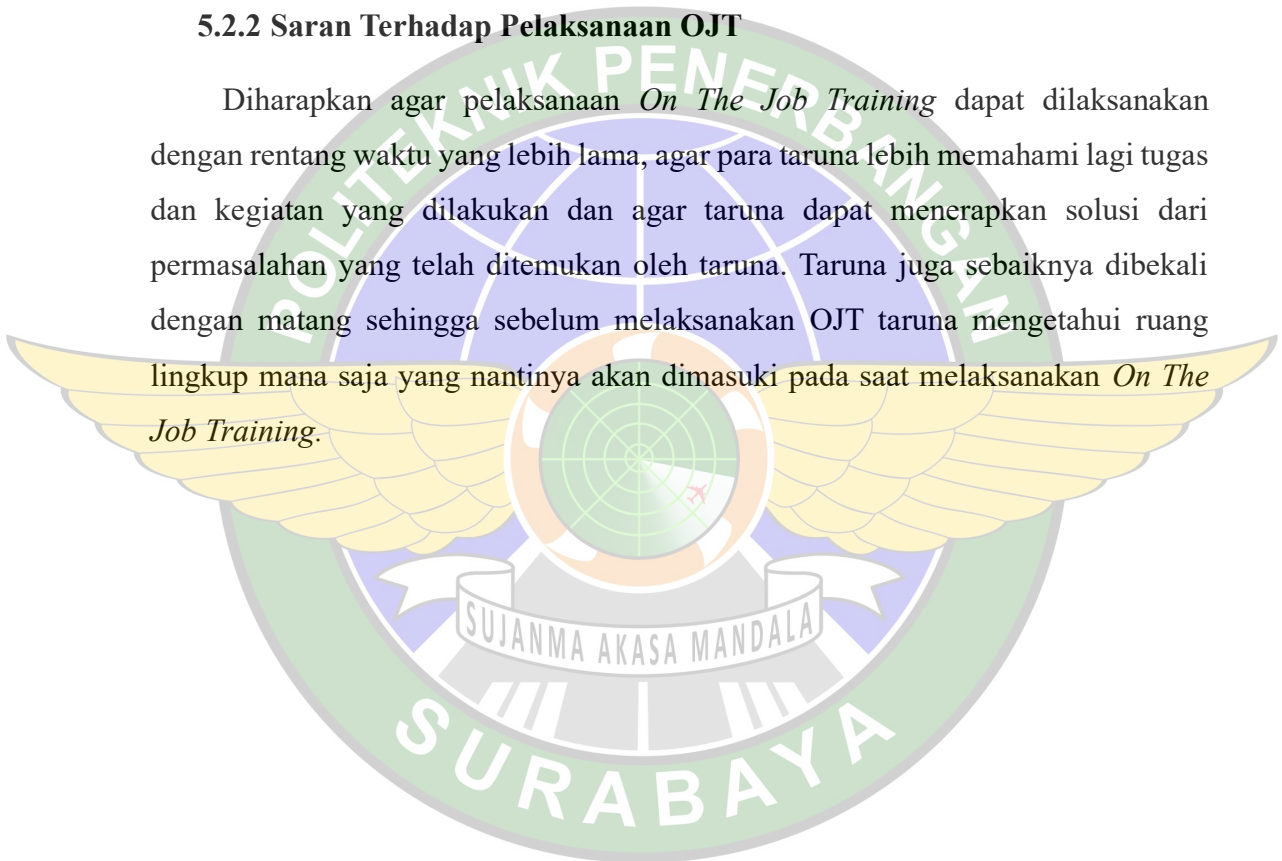 5.2.2 Saran Terhadap Pelaksanaan OJT
Diharapkan agar pelaksanaan On The Job Training dapat dilaksanakan
dengan rentang waktu yang lebih lama, agar para taruna lebih memahami lagi tugas
dan kegiatan yang dilakukan dan agar taruna dapat menerapkan solusi dari
permasalahan yang telah ditemukan oleh taruna. Taruna juga sebaiknya dibekali
dengan matang sehingga sebelum melaksanakan OJT taruna mengetahui ruang
lingkup mana saja yang nantinya akan dimasuki pada saat melaksanakan On The
Job Training.
POLITEKNIK PENERBANGAN
SUJANMA AKASA MANDALA
SURABAYA